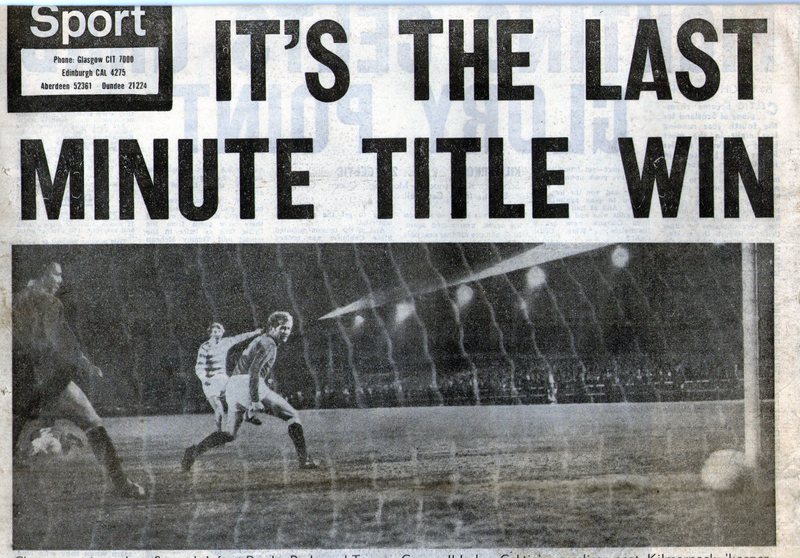 Sport
Phone: Glasgow CIT 7000
Edinburgh CAL 4275
Aberdeen 52361 Dundee 21224
IT'S THE LAST
MINUTE TITLE WIN